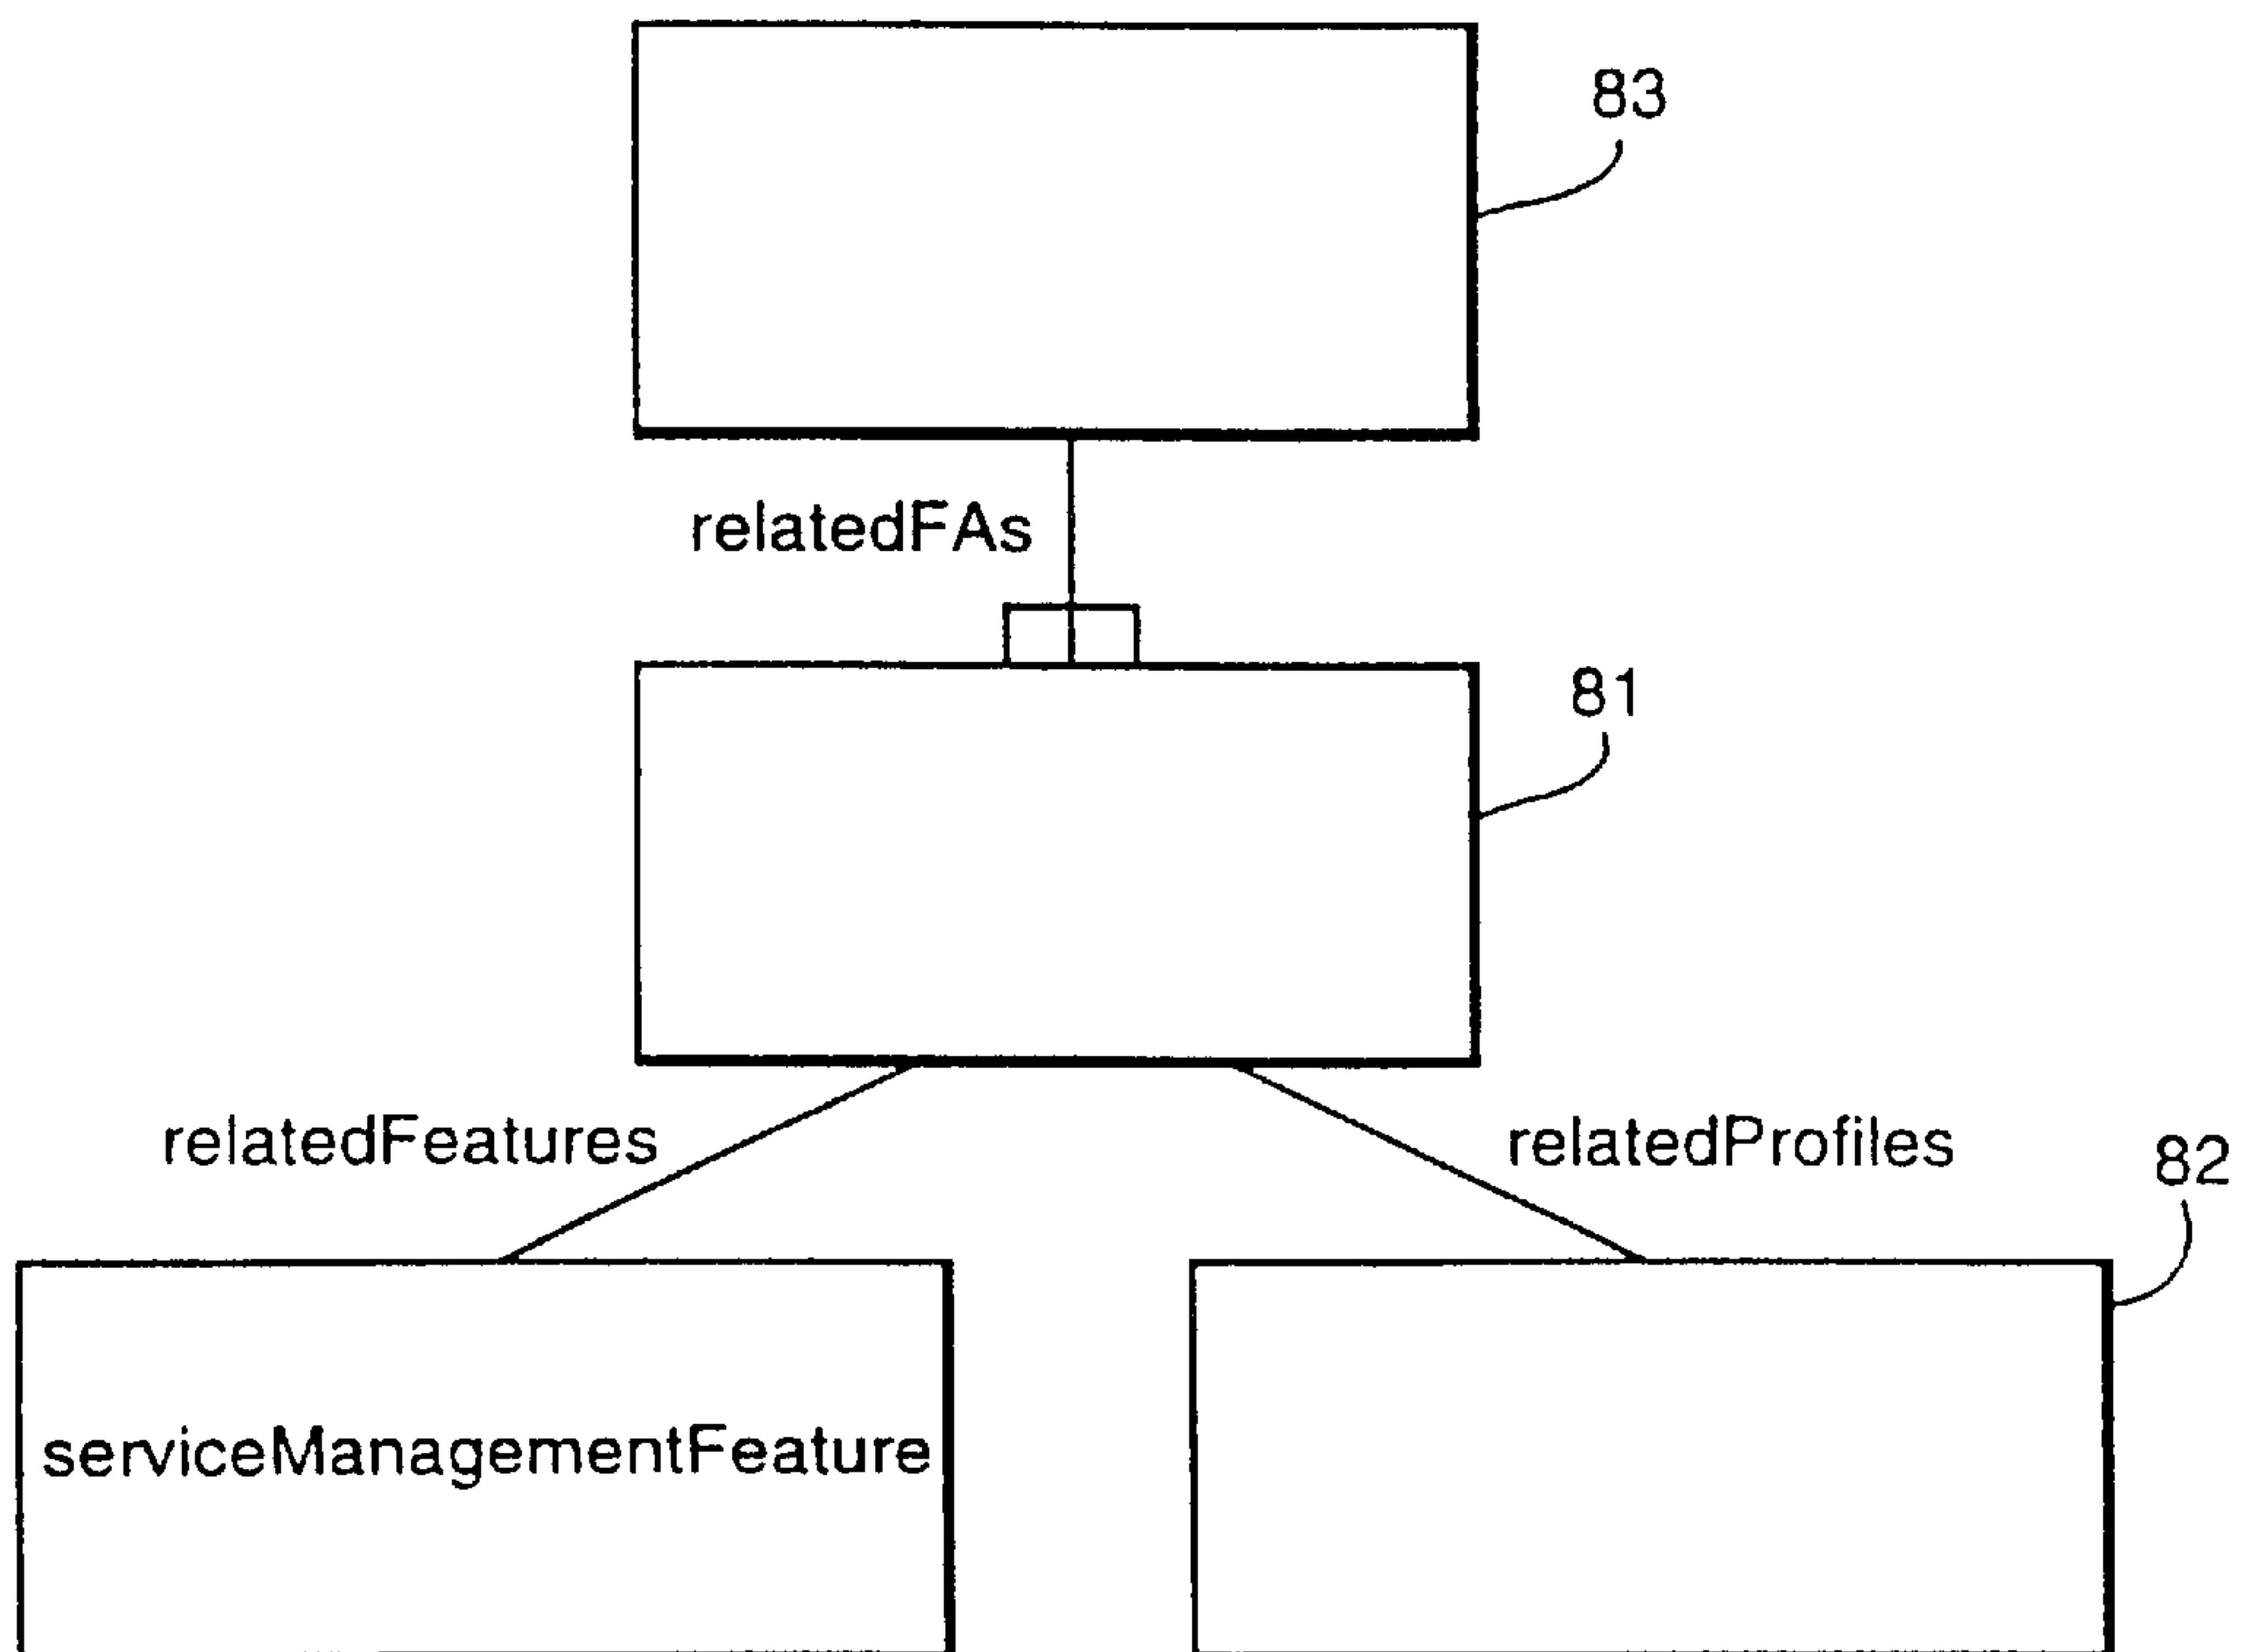 83
relatedFAs
81
relatedFeatures
relatedProfiles
82
serviceManagementFeature